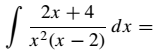 ∫ (2x + 4) / (x²(x − 2)) dx =